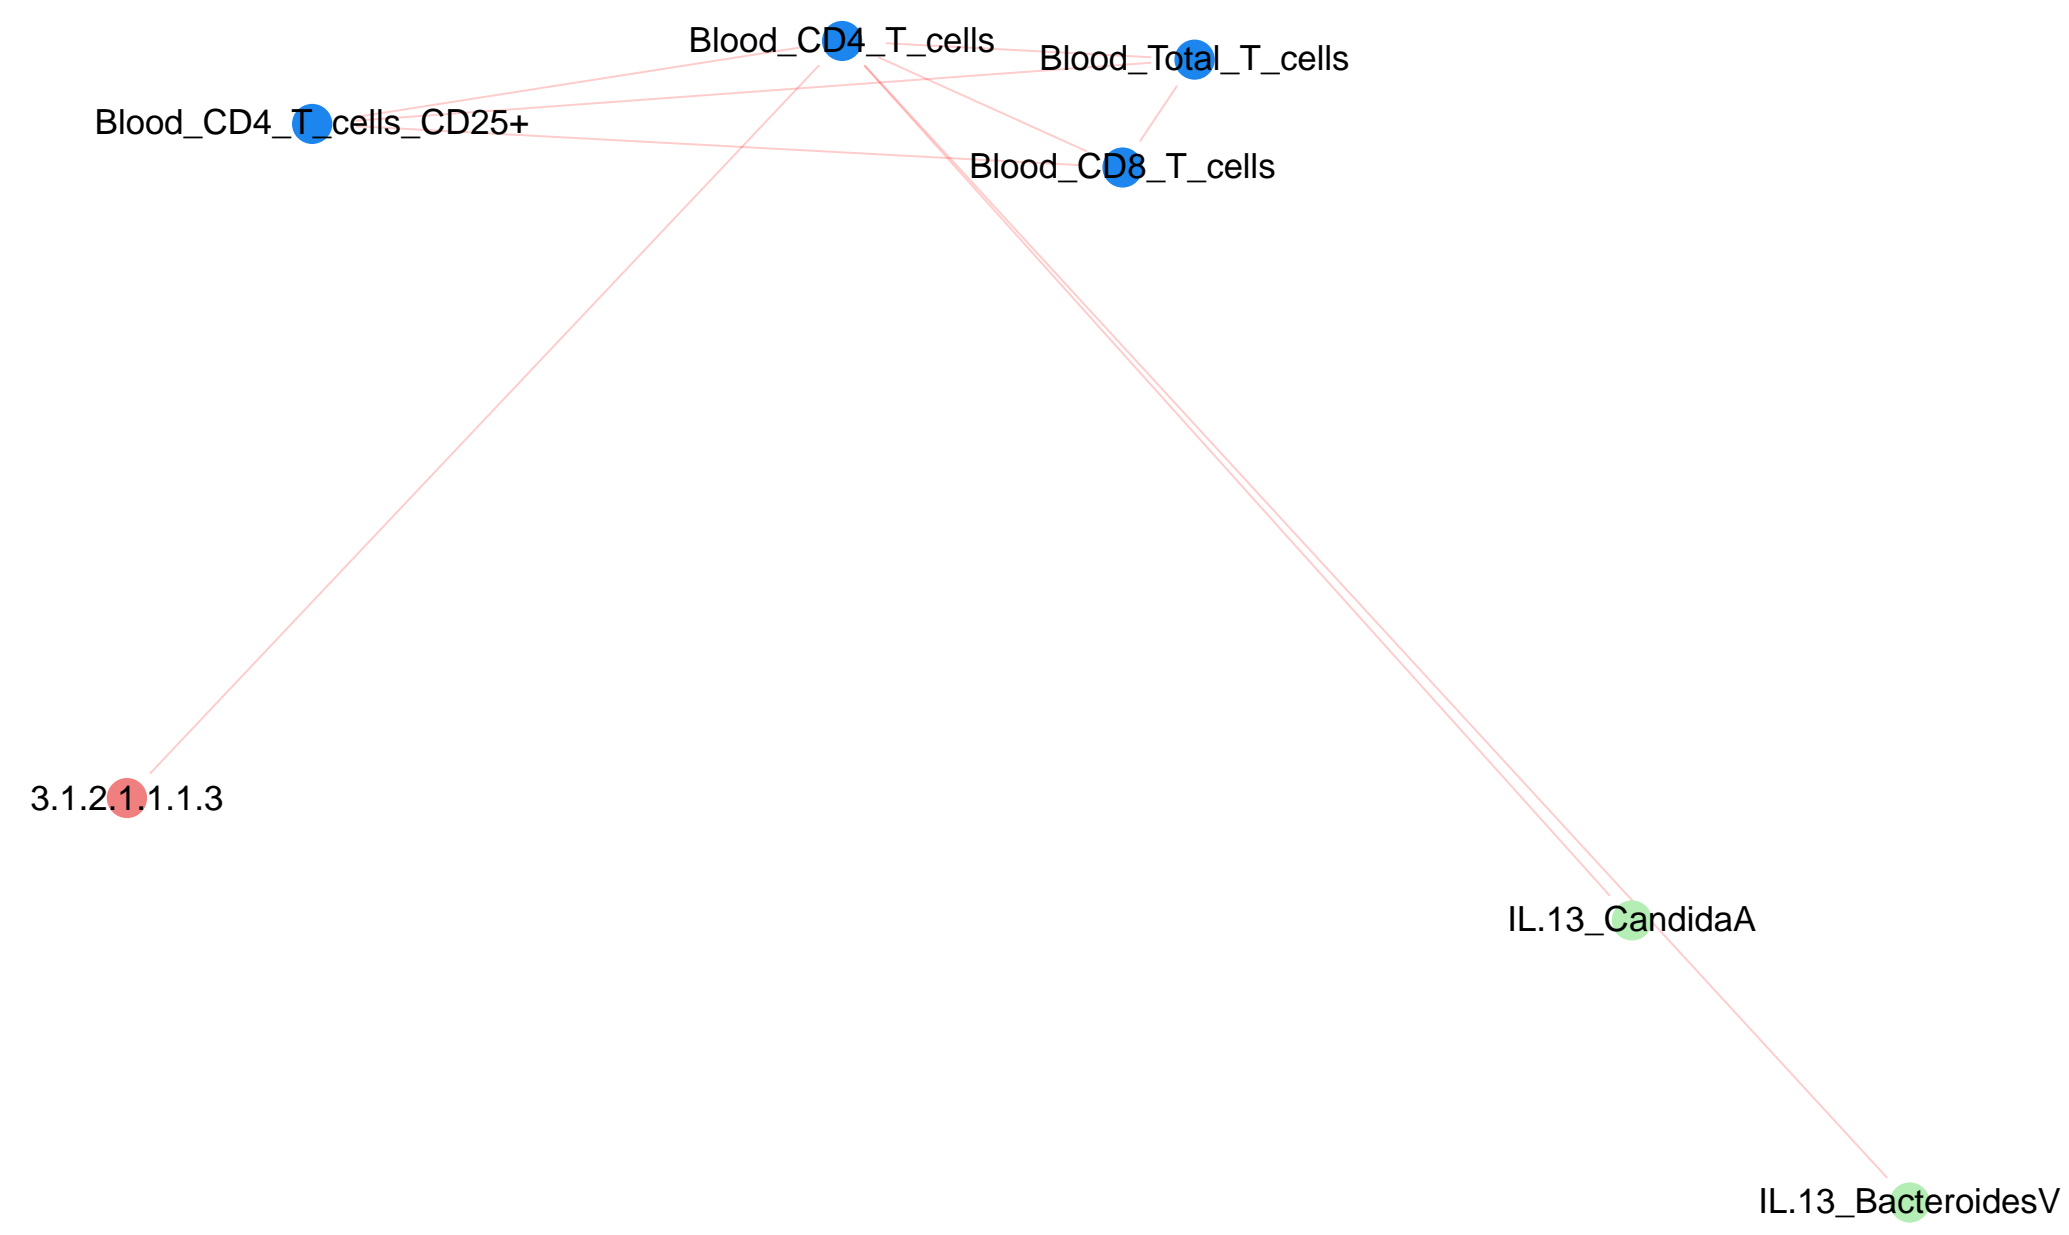 Blood_CD4_T_cells
Blood_Total_T_cells
Blood_CD4_T_cells_CD25+
Blood_CD8_T_cells
3.1.2.1.1.1.3
IL.13_CandidaA
IL.13_BacteroidesV